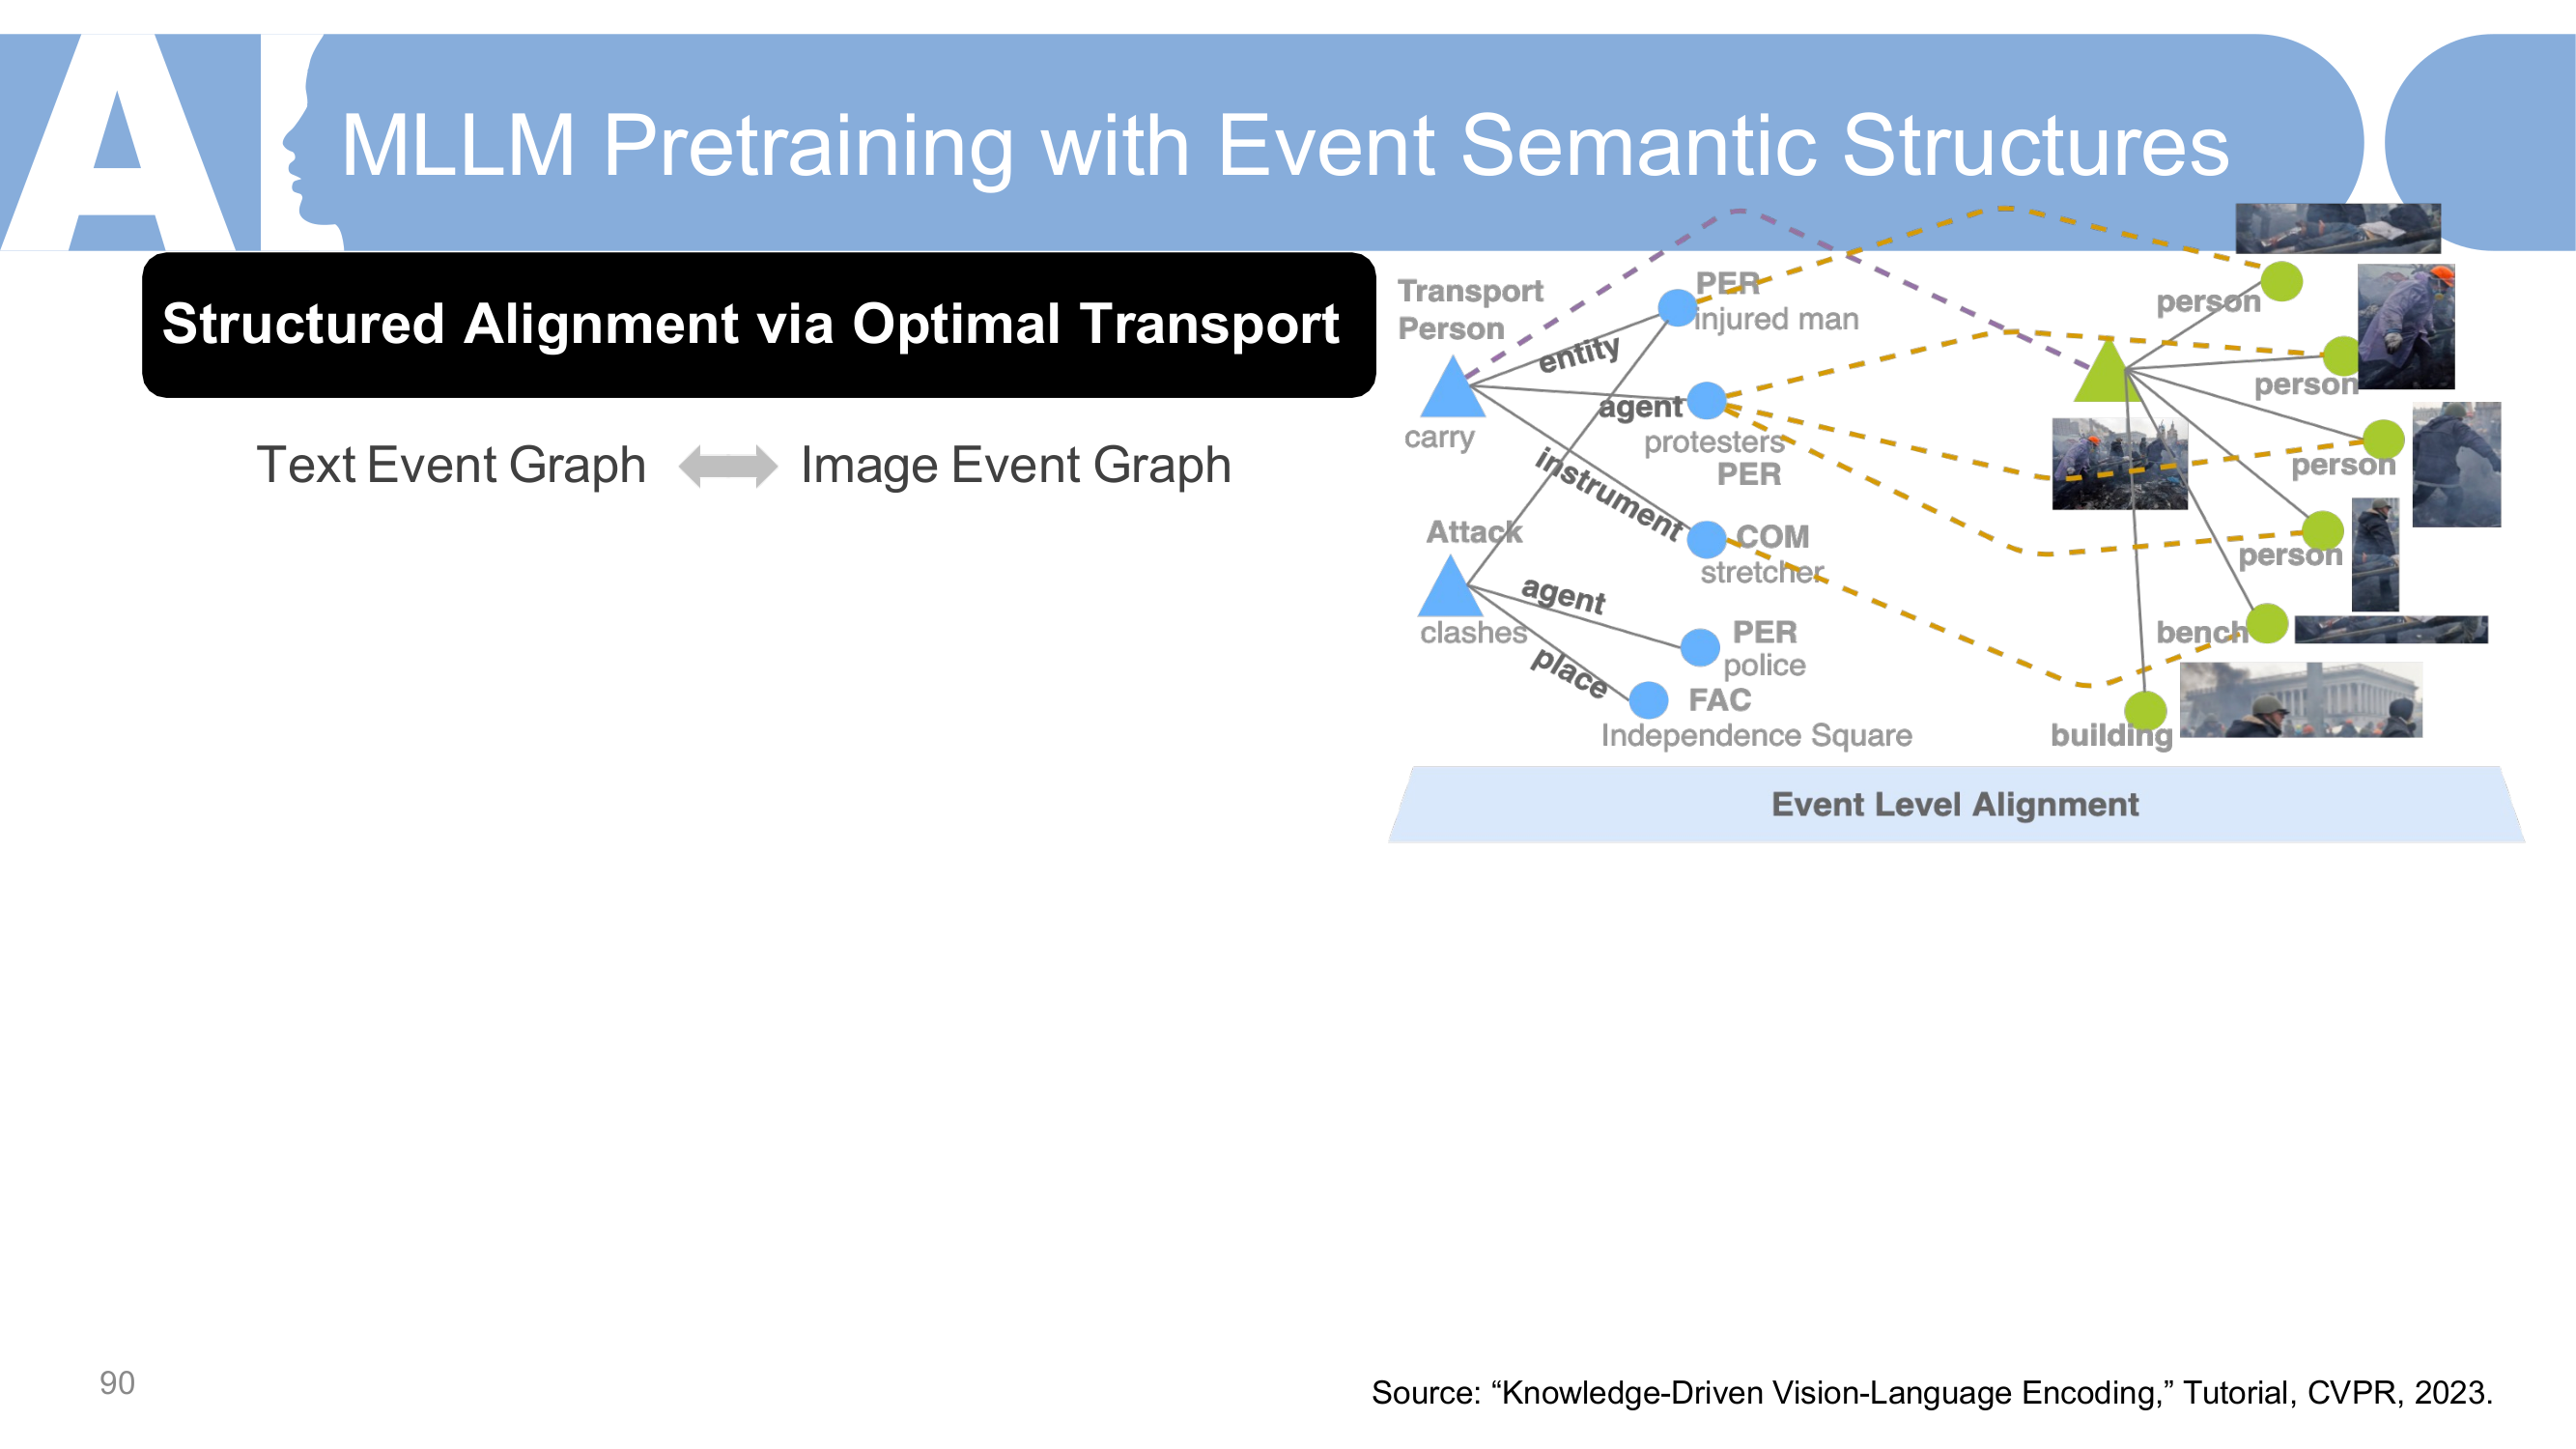 AI
MLLM Pretraining with Event Semantic Structures
Structured Alignment via Optimal Transport
Text Event Graph
Image Event Graph
Transport
Person
carry
entity
agent
instrument
PER
injured man
protesters
PER
COM
stretcher
Attack
clashes
agent
place
PER
police
FAC
Independence Square
person
person
person
person
bench
building
Event Level Alignment
90
Source: “Knowledge-Driven Vision-Language Encoding,” Tutorial, CVPR, 2023.